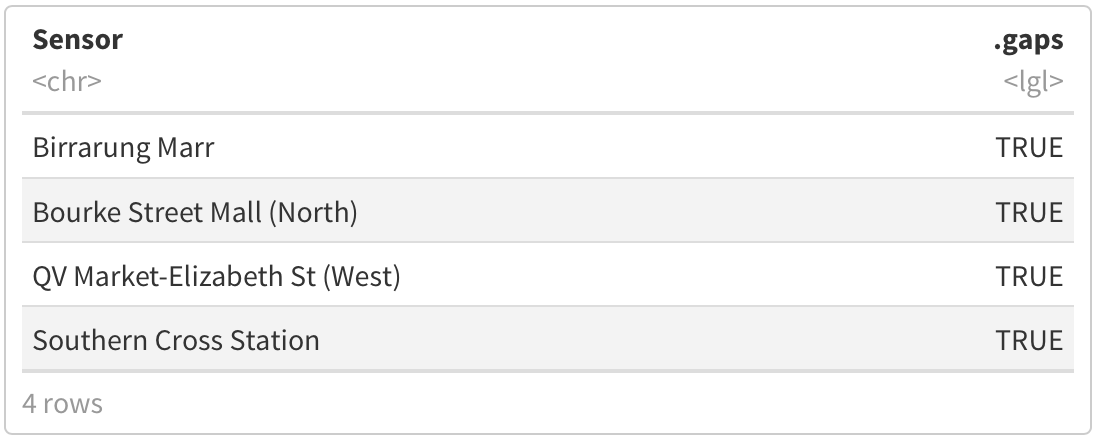 Sensor .gaps
<chr> <lgl>
Birrarung Marr TRUE
Bourke Street Mall (North) TRUE
QV Market-Elizabeth St (West) TRUE
Southern Cross Station TRUE
4 rows